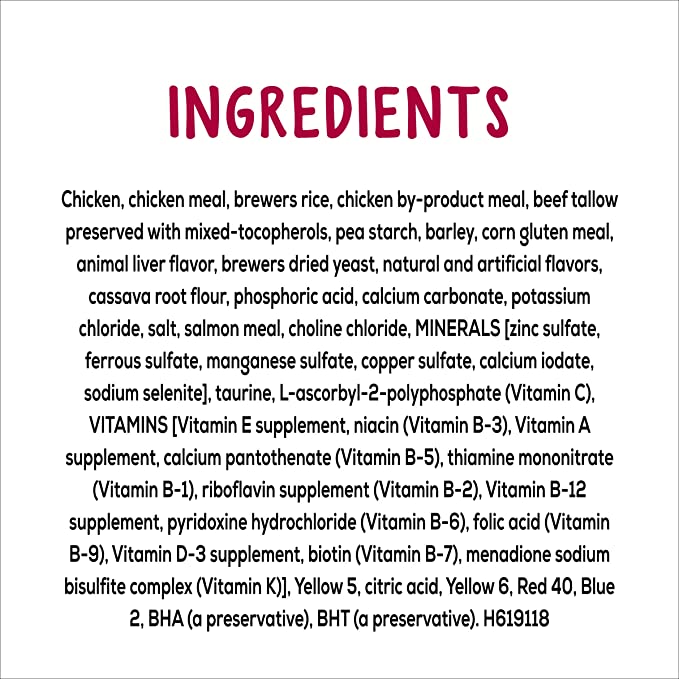 INGREDIENTS
Chicken, chicken meal, brewers rice, chicken by-product meal, beef tallow
preserved with mixed-tocopherols, pea starch, barley, corn gluten meal,
animal liver flavor, brewers dried yeast, natural and artificial flavors,
cassava root flour, phosphoric acid, calcium carbonate, potassium
chloride, salt, salmon meal, choline chloride, MINERALS [zinc sulfate,
ferrous sulfate, manganese sulfate, copper sulfate, calcium iodate,
sodium selenite], taurine, L-ascorbyl-2-polyphosphate (Vitamin C),
VITAMINS [Vitamin E supplement, niacin (Vitamin B-3), Vitamin A
supplement, calcium pantothenate (Vitamin B-5), thiamine mononitrate
(Vitamin B-1), riboflavin supplement (Vitamin B-2), Vitamin B-12
supplement, pyridoxine hydrochloride (Vitamin B-6), folic acid (Vitamin
B-9), Vitamin D-3 supplement, biotin (Vitamin B-7), menadione sodium
bisulfite complex (Vitamin K)], Yellow 5, citric acid, Yellow 6, Red 40, Blue
2, BHA (a preservative), BHT (a preservative). H619118